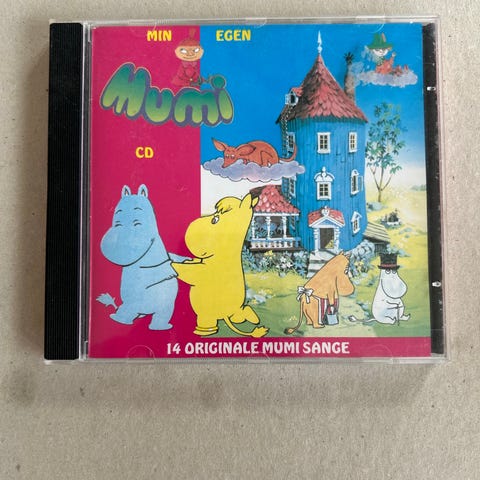 MIN EGEN
Mumi
CD
14 ORIGINALE MUMI SANGE